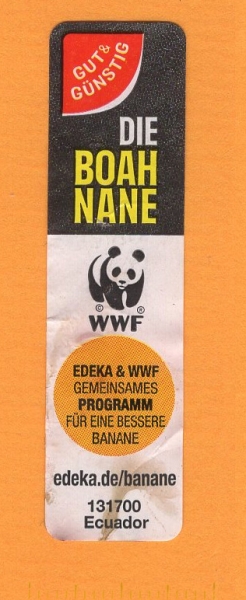 GUT&
GÜNSTIG
DIE
BOAH
NANE
© ®
WWF
EDEKA & WWF
GEMEINSAMES
PROGRAMM
FÜR EINE BESSERE
BANANE
edeka.de/banane
131700
Ecuador